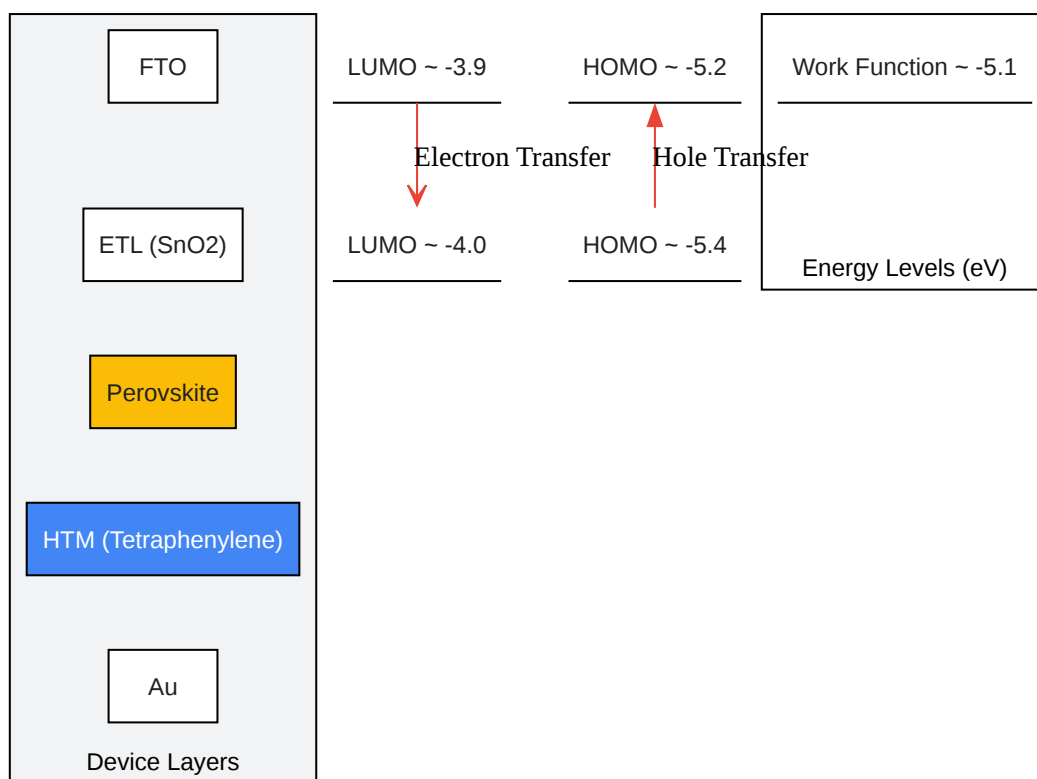 FTO
LUMO ~ -3.9
HOMO ~ -5.2
Work Function ~ -5.1
Electron Transfer
Hole Transfer
ETL (SnO2)
LUMO ~ -4.0
HOMO ~ -5.4
Energy Levels (eV)
Perovskite
HTM (Tetraphenylene)
Au
Device Layers